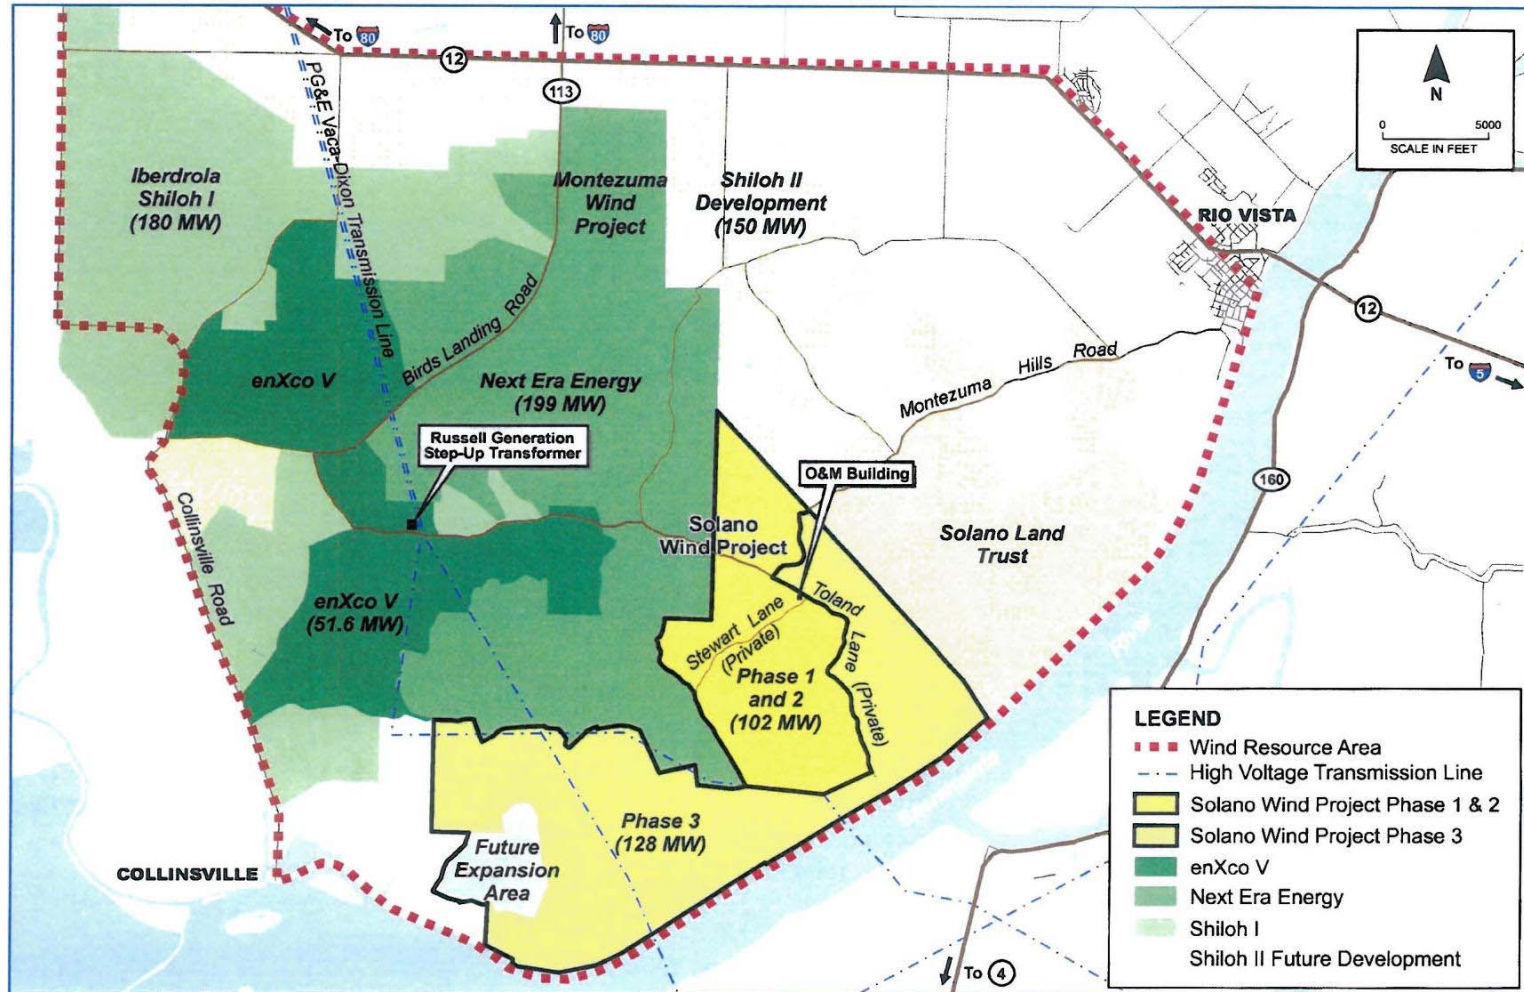 To 80
To 80
12
113
PG&E Vaca-Dixon Transmission Line
N
0 5000
SCALE IN FEET
Iberdrola
Shiloh I
(180 MW)
Montezuma
Wind
Project
Shiloh II
Development
(150 MW)
RIO VISTA
12
To 5
Birds Landing Road
enXco V
Next Era Energy
(199 MW)
Montezuma Hills Road
Russell Generation
Step-Up Transformer
O&M Building
160
Collinsville Road
Solano
Wind Project
Solano Land
Trust
enXco V
(51.6 MW)
Stewart Lane
(Private)
Toland Lane (Private)
River
Phase 1
and 2
(102 MW)
Phase 3
(128 MW)
Future
Expansion
Area
COLLINSVILLE
To 4
LEGEND
Wind Resource Area
High Voltage Transmission Line
Solano Wind Project Phase 1 & 2
Solano Wind Project Phase 3
enXco V
Next Era Energy
Shiloh I
Shiloh II Future Development